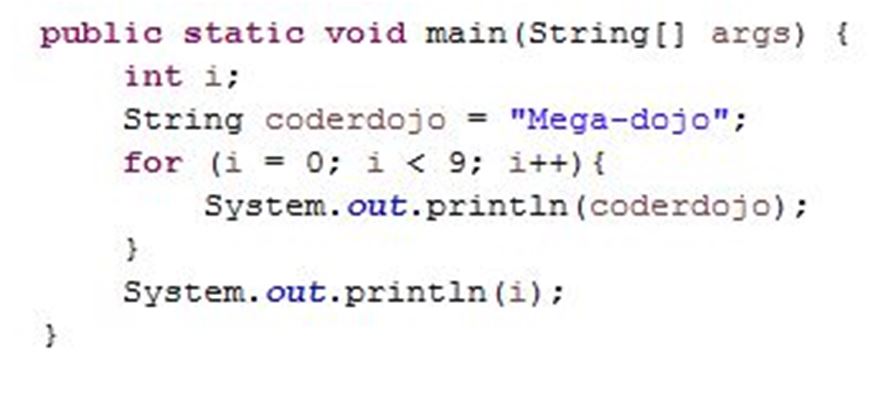 public static void main(String[] args) {
    int i;
    String coderdojo = "Mega-dojo";
    for (i = 0; i < 9; i++){
        System.out.println(coderdojo);
    }
    System.out.println(i);
}